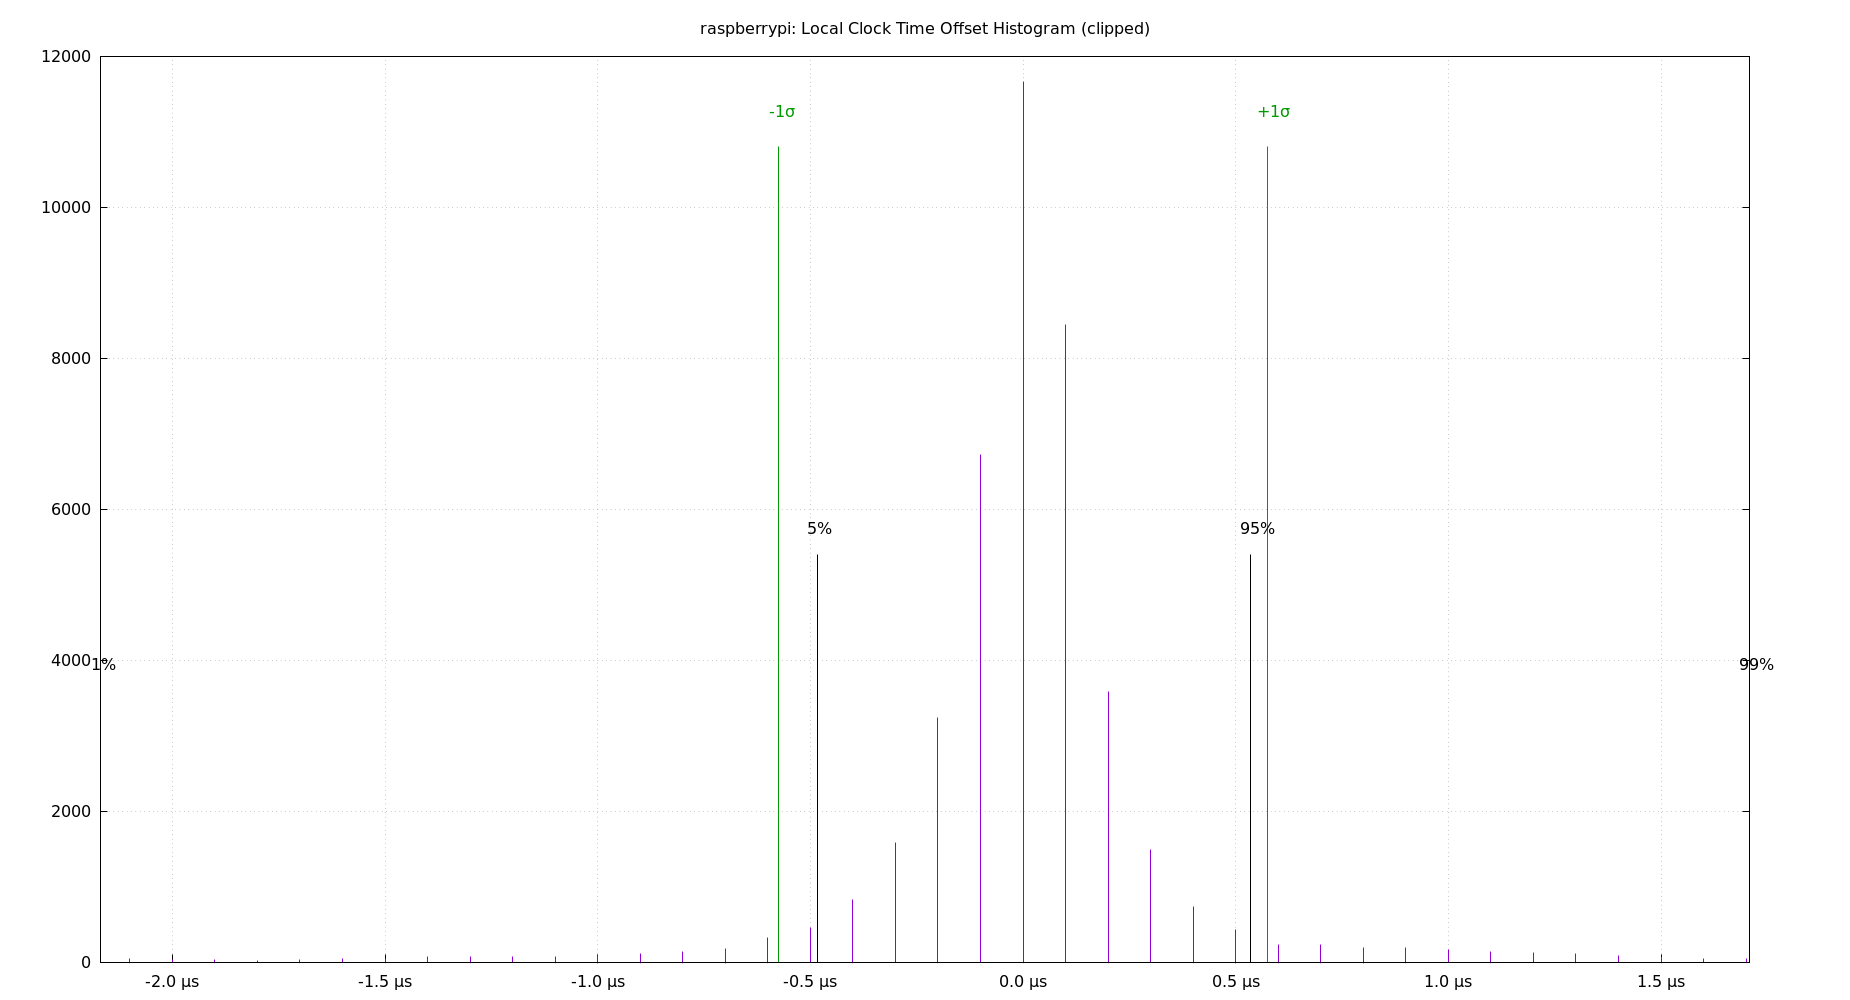 raspberrypi: Local Clock Time Offset Histogram (clipped)
12000
-1σ
+1σ
10000
8000
6000
5%
95%
4000
1%
99%
2000
0
-2.0 μs
-1.5 μs
-1.0 μs
-0.5 μs
0.0 μs
0.5 μs
1.0 μs
1.5 μs